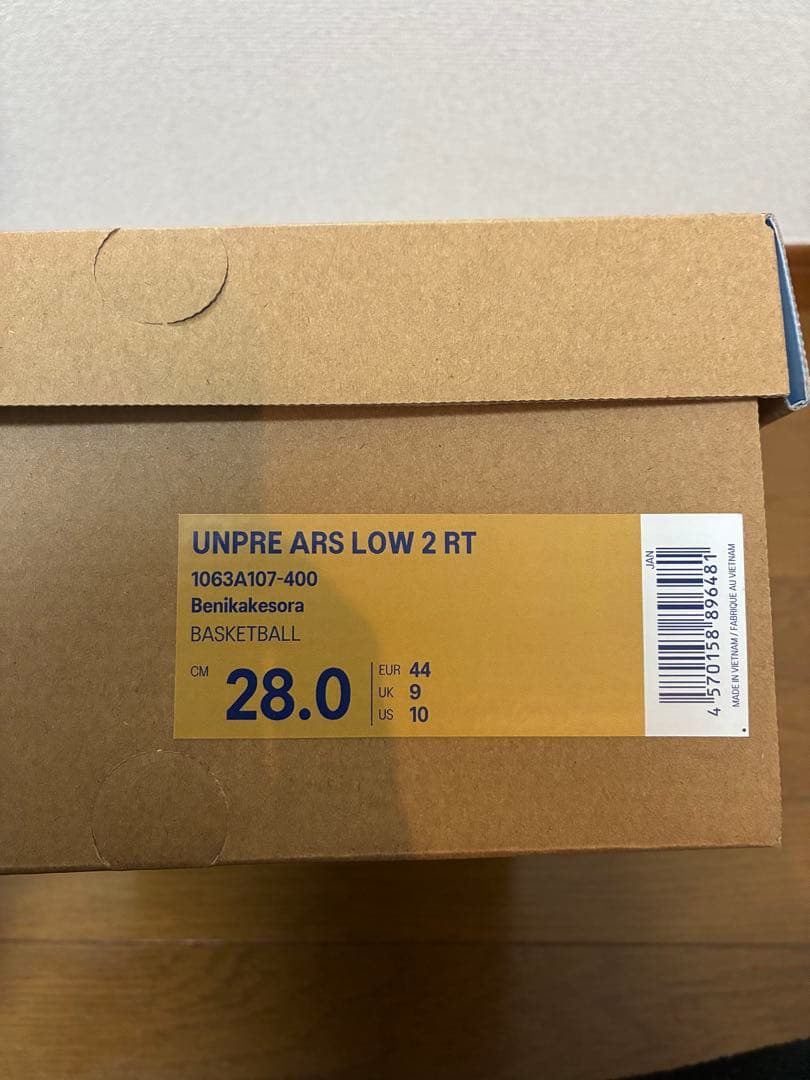 UNPRE ARS LOW 2 RT
1063A107-400
Benikakesora
BASKETBALL
CM 28.0
EUR 44
UK 9
US 10
JAN
4 570158 896481
MADE IN VIETNAM / FABRIQUE AU VIETNAM